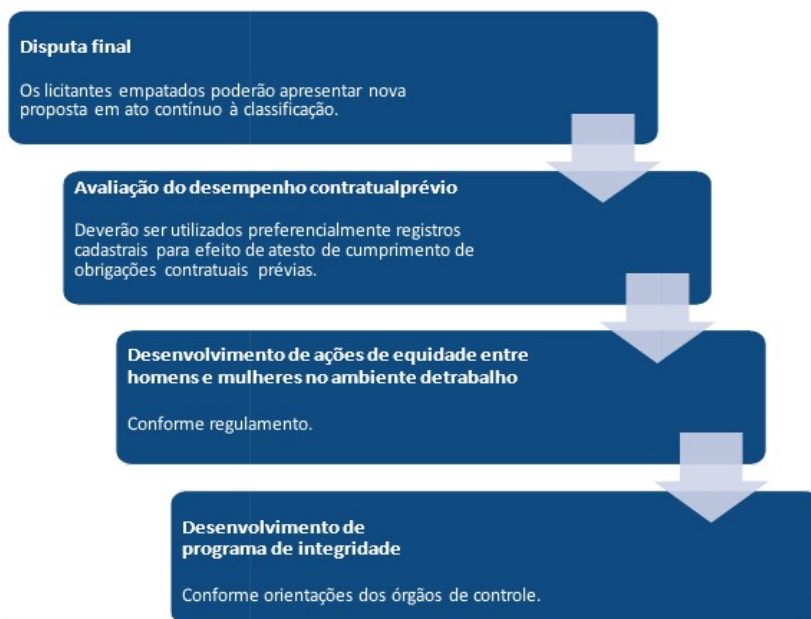 Disputa final
Os licitantes empatados poderão apresentar nova
proposta em ato contínuo à classificação.
Avaliação do desempenho contratualprévio
Deverão ser utilizados preferencialmente registros
cadastrais para efeito de atesto de cumprimento de
obrigações contratuais prévias.
Desenvolvimento de ações de equidade entre
homens e mulheres no ambiente detrabalho
Conforme regulamento.
Desenvolvimento de
programa de integridade
Conforme orientações dos órgãos de controle.